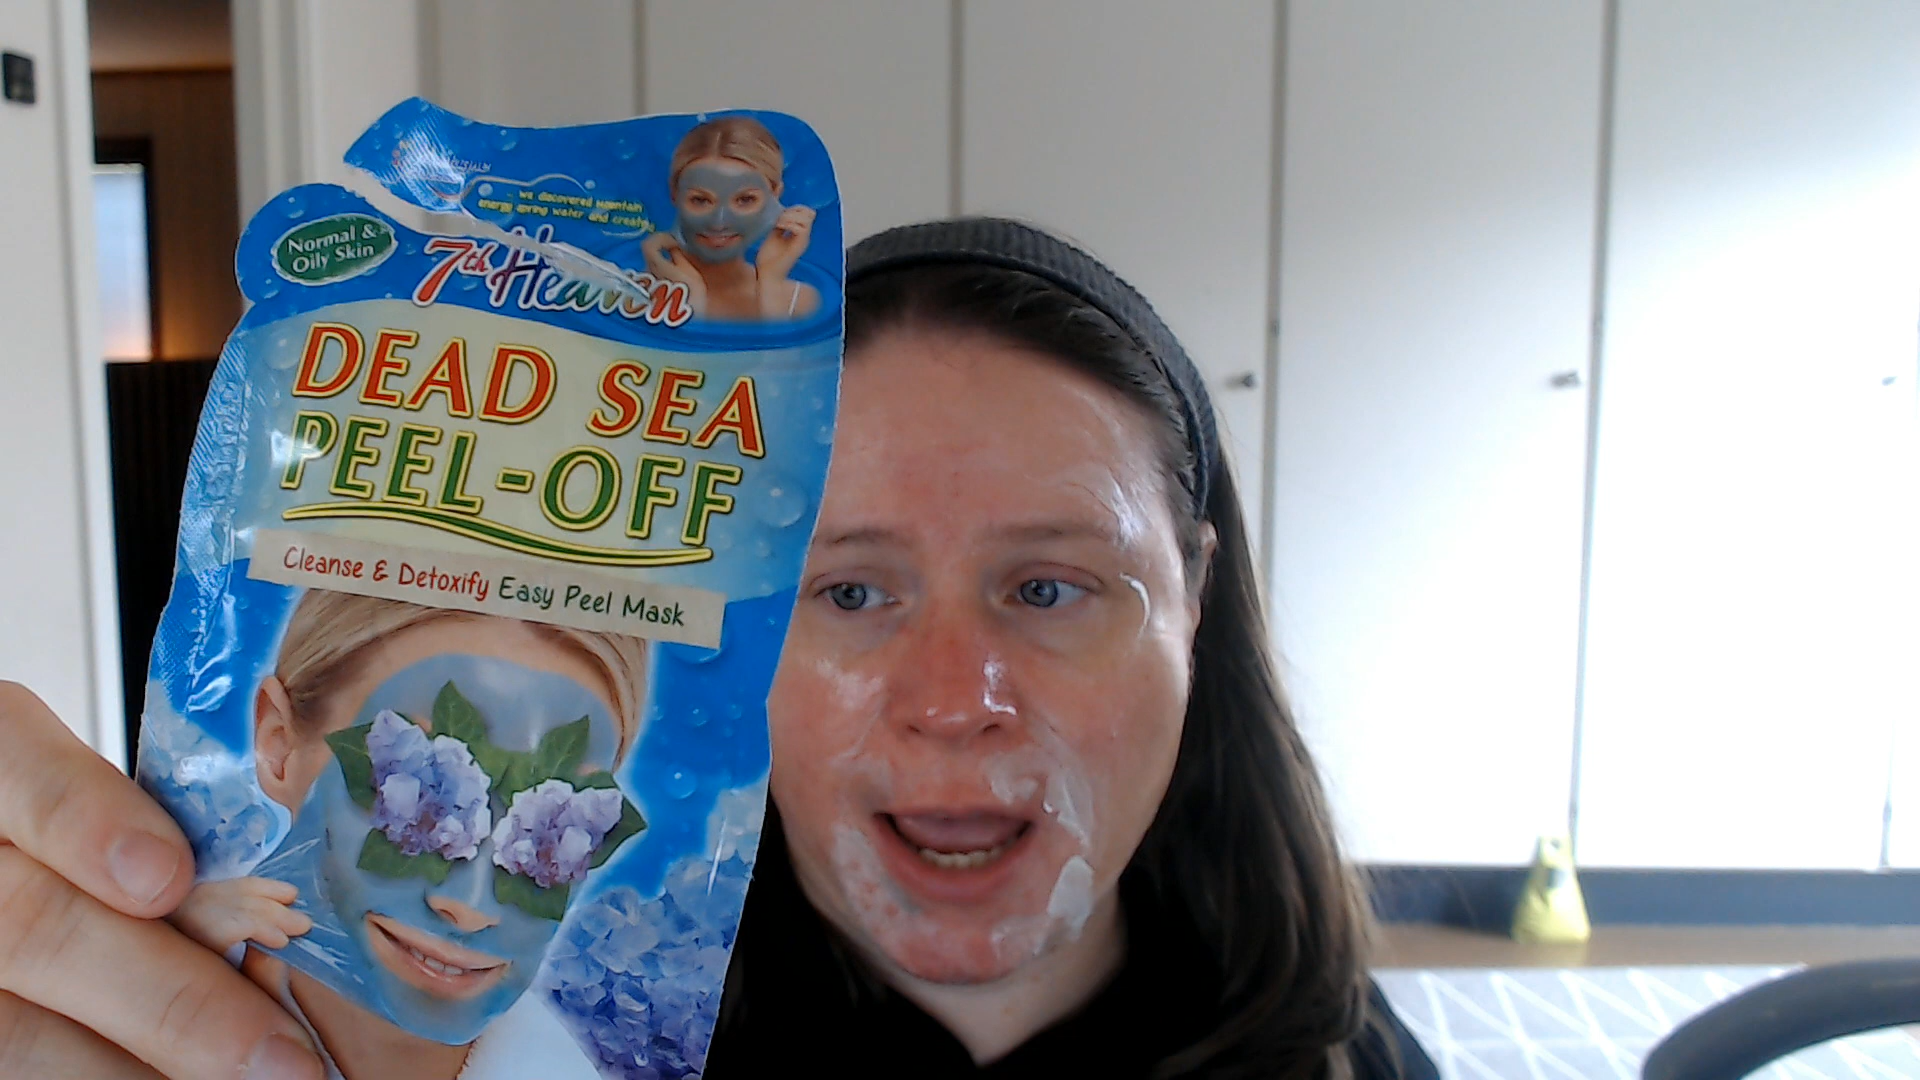 we discovered mountain
energy spring water and created
Normal &
Oily Skin
7th Heaven
DEAD SEA
PEEL-OFF
Cleanse & Detoxify Easy Peel Mask